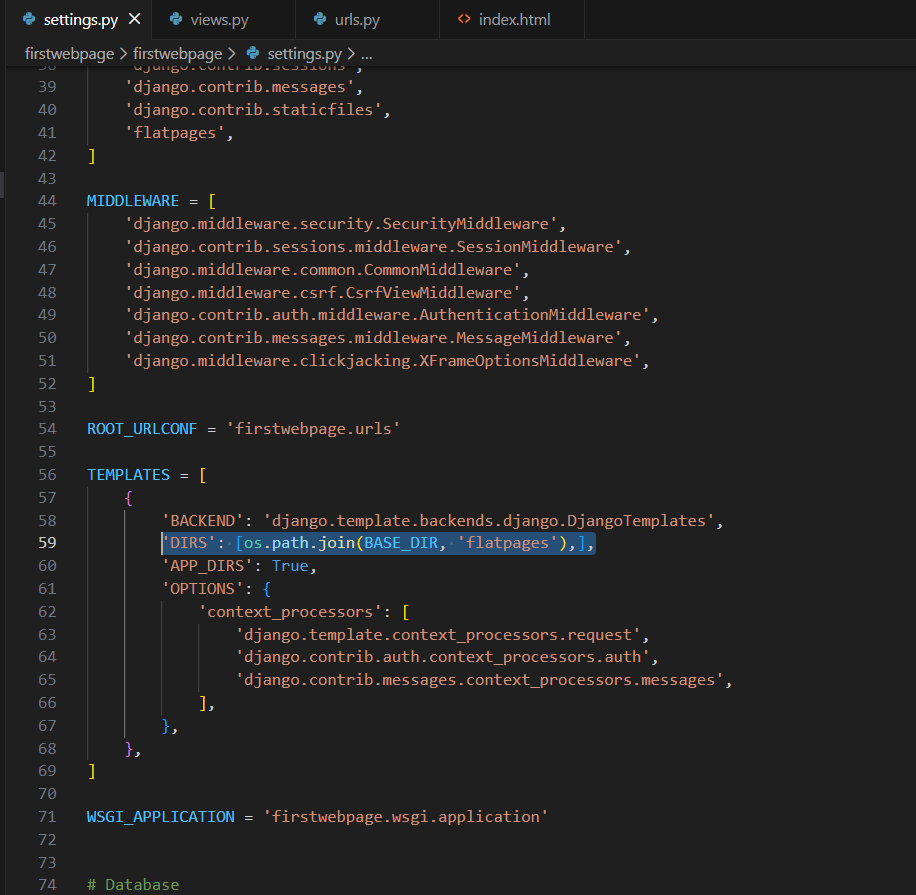 settings.py
views.py
urls.py
index.html
firstwebpage > firstwebpage > settings.py > ...
38 'django.contrib.sessions',
39 'django.contrib.messages',
40 'django.contrib.staticfiles',
41 'flatpages',
42 ]
43
44 MIDDLEWARE = [
45 'django.middleware.security.SecurityMiddleware',
46 'django.contrib.sessions.middleware.SessionMiddleware',
47 'django.middleware.common.CommonMiddleware',
48 'django.middleware.csrf.CsrfViewMiddleware',
49 'django.contrib.auth.middleware.AuthenticationMiddleware',
50 'django.contrib.messages.middleware.MessageMiddleware',
51 'django.middleware.clickjacking.XFrameOptionsMiddleware',
52 ]
53
54 ROOT_URLCONF = 'firstwebpage.urls'
55
56 TEMPLATES = [
57 {
58 'BACKEND': 'django.template.backends.django.DjangoTemplates',
59 'DIRS': [os.path.join(BASE_DIR, 'flatpages'),],
60 'APP_DIRS': True,
61 'OPTIONS': {
62 'context_processors': [
63 'django.template.context_processors.request',
64 'django.contrib.auth.context_processors.auth',
65 'django.contrib.messages.context_processors.messages',
66 ],
67 },
68 },
69 ]
70
71 WSGI_APPLICATION = 'firstwebpage.wsgi.application'
72
73
74 # Database